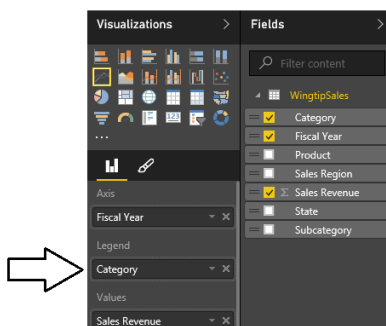 Visualizations
Axis
Fiscal Year
Legend
Category
Values
Sales Revenue
Fields
Filter content
WingtipSales
Category
Fiscal Year
Product
Sales Region
Σ Sales Revenue
State
Subcategory